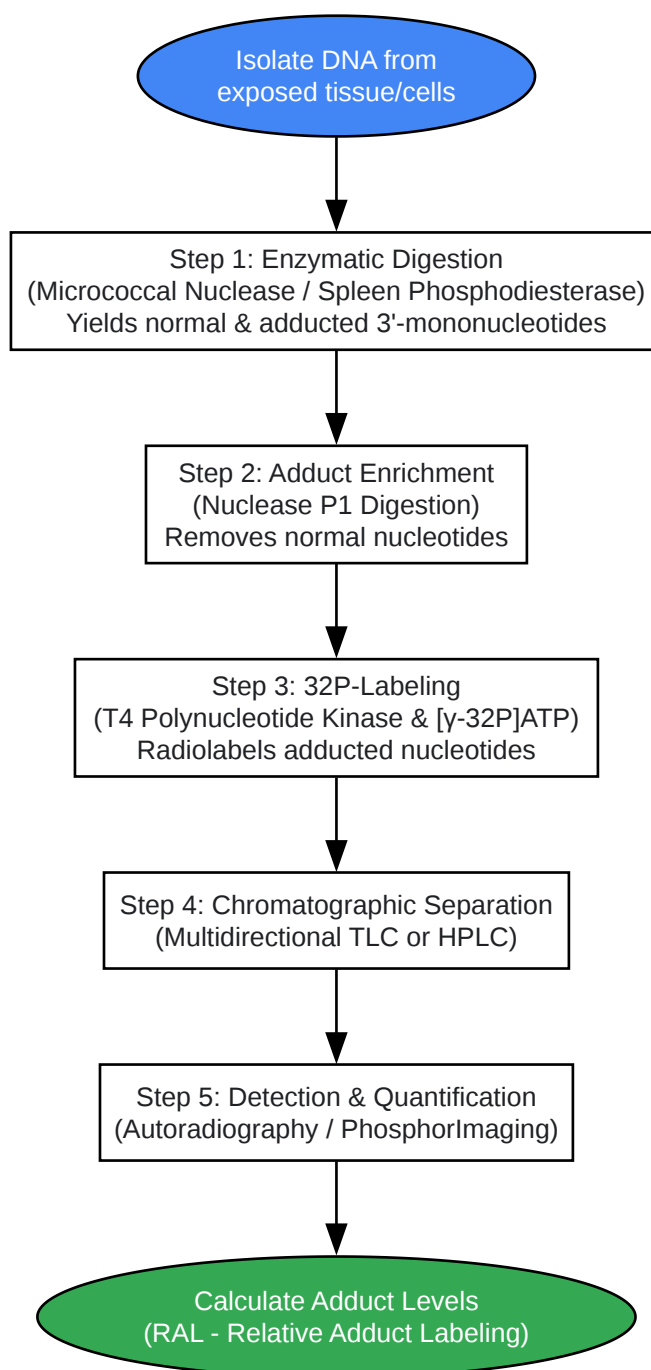 Isolate DNA from
exposed tissue/cells
Step 1: Enzymatic Digestion
(Micrococcal Nuclease / Spleen Phosphodiesterase)
Yields normal & adducted 3'-mononucleotides
Step 2: Adduct Enrichment
(Nuclease P1 Digestion)
Removes normal nucleotides
Step 3: 32P-Labeling
(T4 Polynucleotide Kinase & [γ-32P]ATP)
Radiolabels adducted nucleotides
Step 4: Chromatographic Separation
(Multidirectional TLC or HPLC)
Step 5: Detection & Quantification
(Autoradiography / PhosphorImaging)
Calculate Adduct Levels
(RAL - Relative Adduct Labeling)